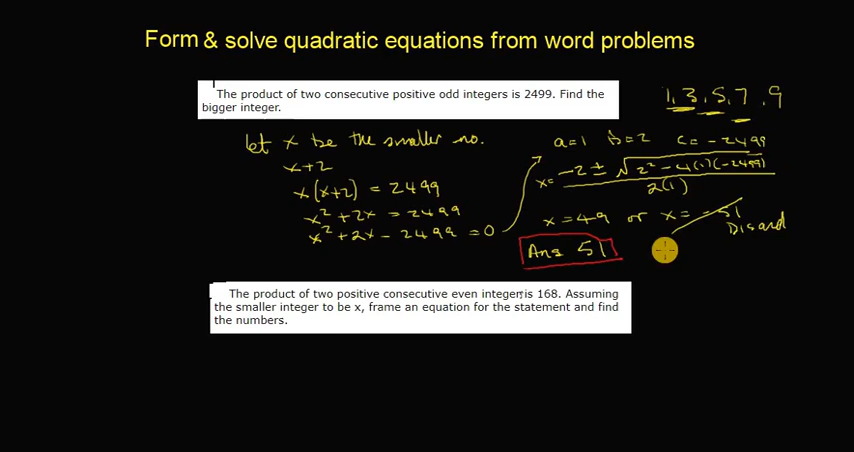 Form & solve quadratic equations from word problems
The product of two consecutive positive odd integers is 2499. Find the
bigger integer.
1, 3, 5, 7, 9
let x be the smaller no.
x+2
x(x+2) = 2499
x² + 2x = 2499
x² + 2x - 2499 = 0
a=1 b=2 c= -2499
x= -2 ± √2² - 4(1)(-2499)
2(1)
x = 49 or x = -51
Discard
Ans 51
The product of two positive consecutive even integers is 168. Assuming
the smaller integer to be x, frame an equation for the statement and find
the numbers.